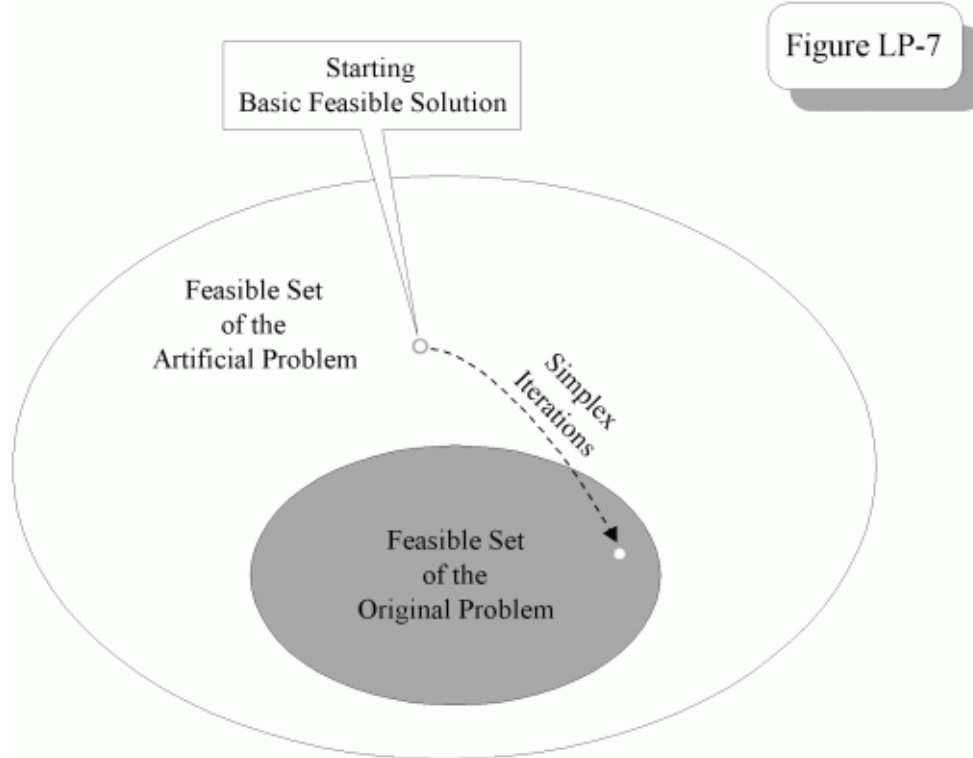 Figure LP-7
Starting
Basic Feasible Solution
Feasible Set
of the
Artificial Problem
Simplex
Iterations
Feasible Set
of the
Original Problem